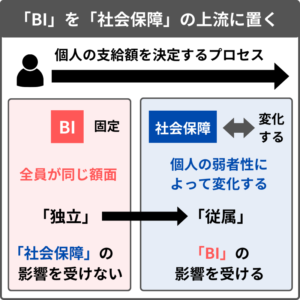 「BI」を「社会保障」の上流に置く
個人の支給額を決定するプロセス
BI 固定
全員が同じ額面
「独立」
「社会保障」の
影響を受けない
社会保障 変化
する
個人の弱者性に
よって変化する
「従属」
「BI」の
影響を受ける